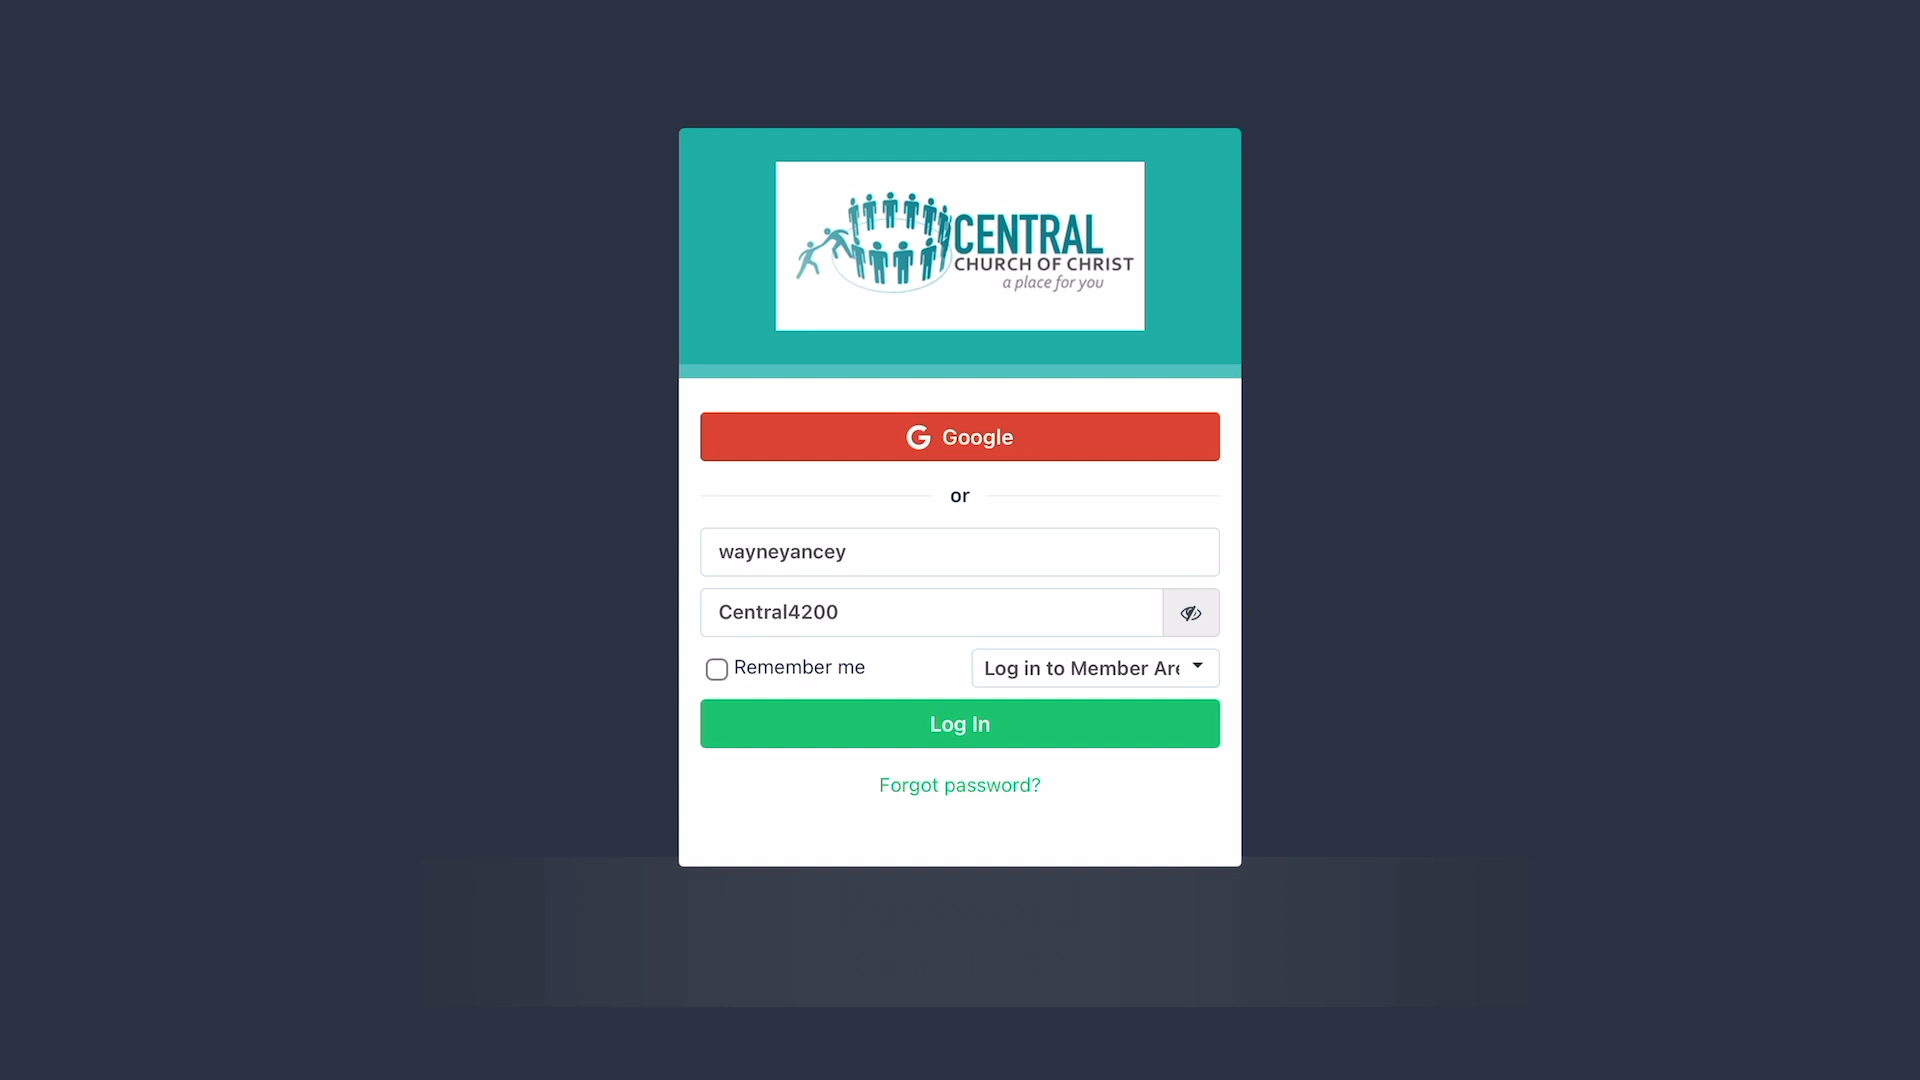 CENTRAL
CHURCH OF CHRIST
a place for you
Google
or
wayneyancey
Central4200
Remember me
Log in to Member Are
Log In
Forgot password?